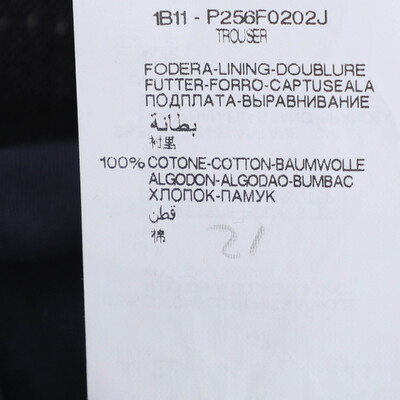 1B11 - P256F0202J
TROUSER
FODERA-LINING-DOUBLURE
FUTTER-FORRO-CAPTUSEALA
ПОДПЛАТА-ВЫРАВНИВАНИЕ
بطانة
衬里
100% COTONE-COTTON-BAUMWOLLE
ALGODON-ALGODAO-BUMBAC
ХЛОПОК-ПАМУК
قطن
棉